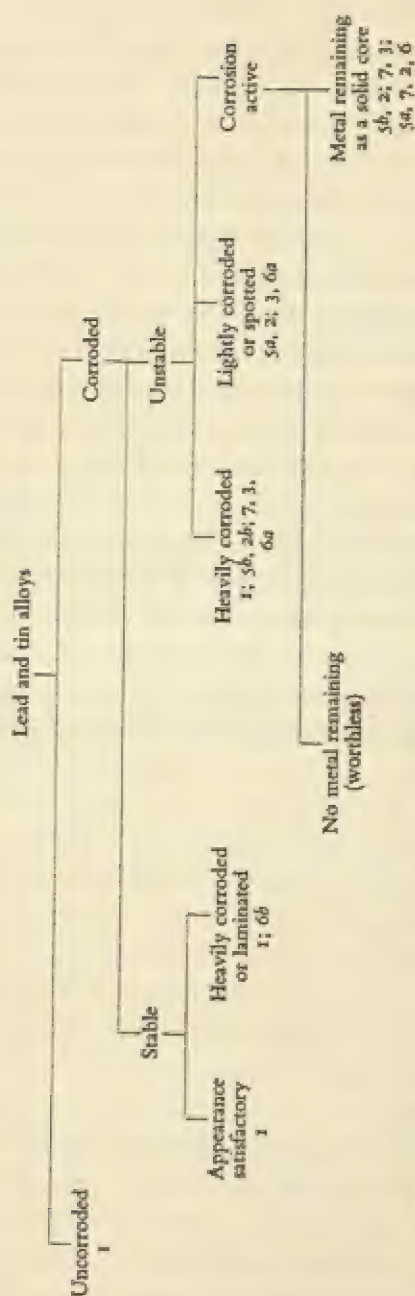 Lead and tin alloys
Uncorroded
1
Corroded
Stable
Unstable
Appearance
satisfactory
1
Heavily corroded
or laminated
1; 6b
Heavily corroded
1; 5b, 2b; 7, 3,
6a
Lightly corroded
or spotted
5a, 2; 3, 6a
Corrosion
active
No metal remaining
(worthless)
Metal remaining
as a solid core
5b, 2; 7, 3;
5a, 7, 2, 6